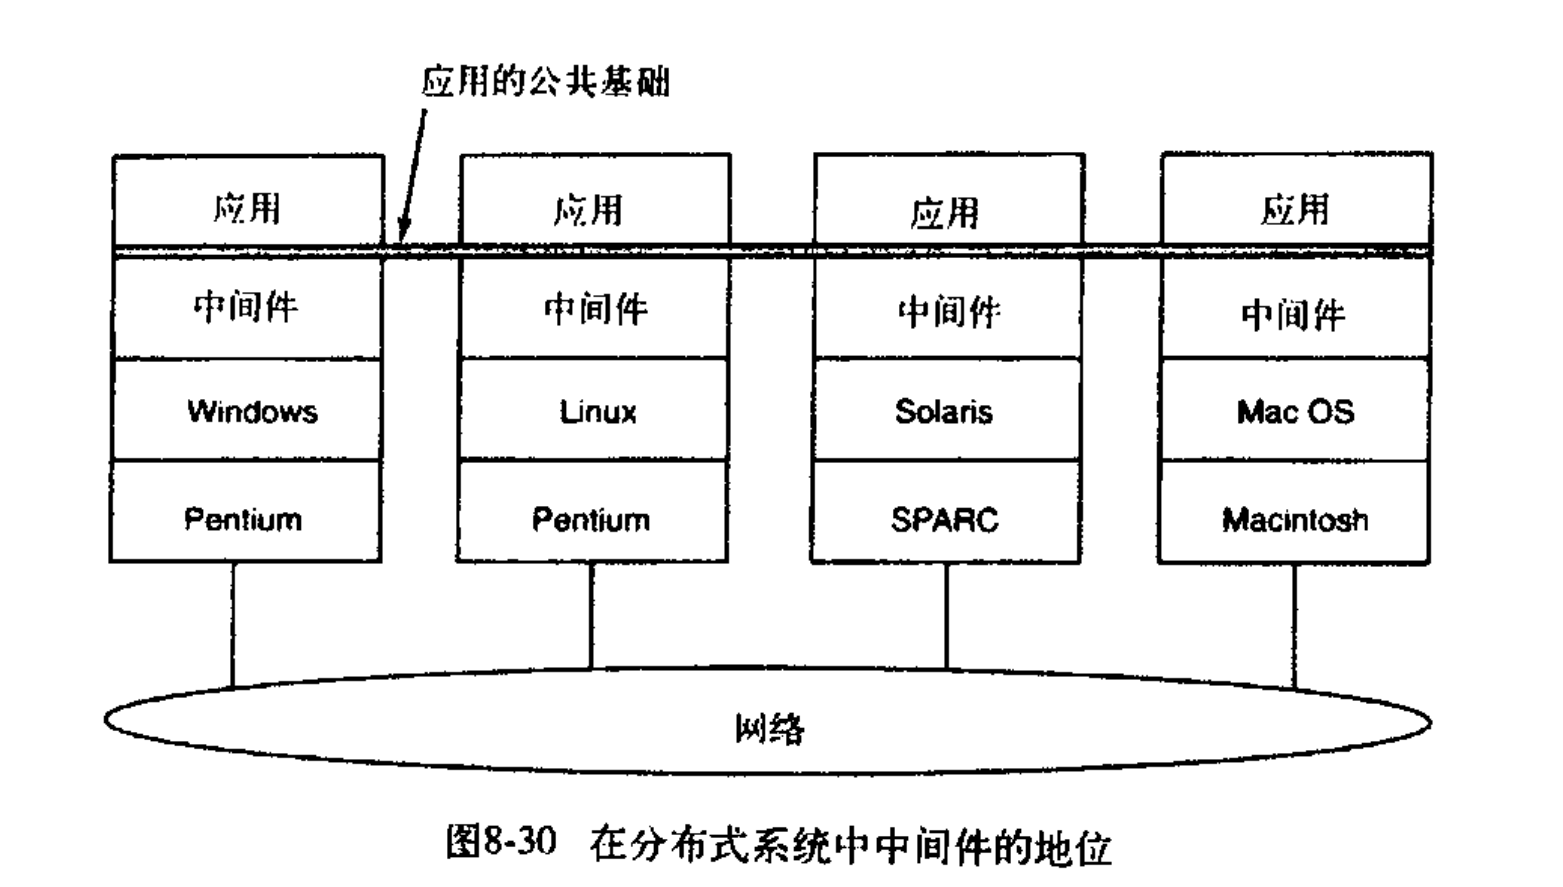 应用的公共基础
应用 应用 应用 应用
中间件 中间件 中间件 中间件
Windows Linux Solaris Mac OS
Pentium Pentium SPARC Macintosh
网络
图8-30 在分布式系统中中间件的地位